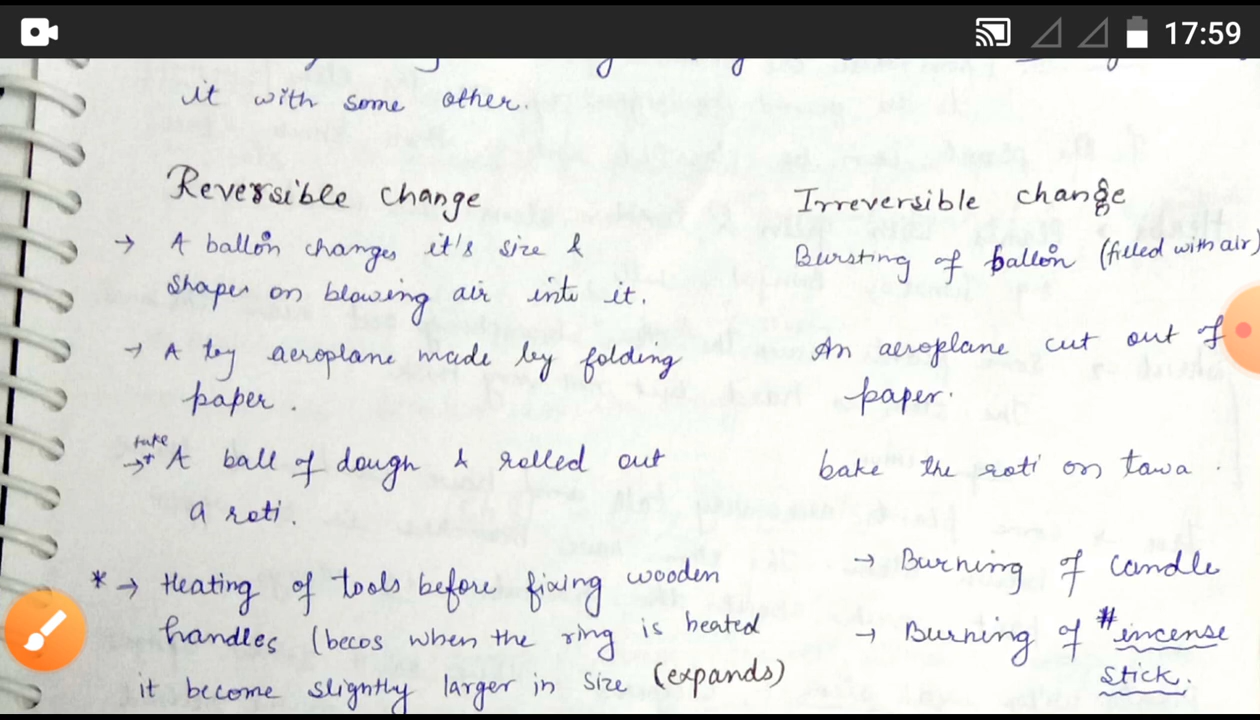 17:59
it with some other.
Reversible change
→ A ballon changes it's size &
shapes on blowing air into it.
→ A toy aeroplane made by folding
paper.
→ take A ball of dough & rolled out
a roti.
* → Heating of tools before fixing wooden
handles (becos when the ring is heated
it become slightly larger in size (expands)
Irreversible change
Bursting of ballon (filled with air)
An aeroplane cut out of
paper.
bake the roti on tawa.
→ Burning of candle
→ Burning of #incense
stick.